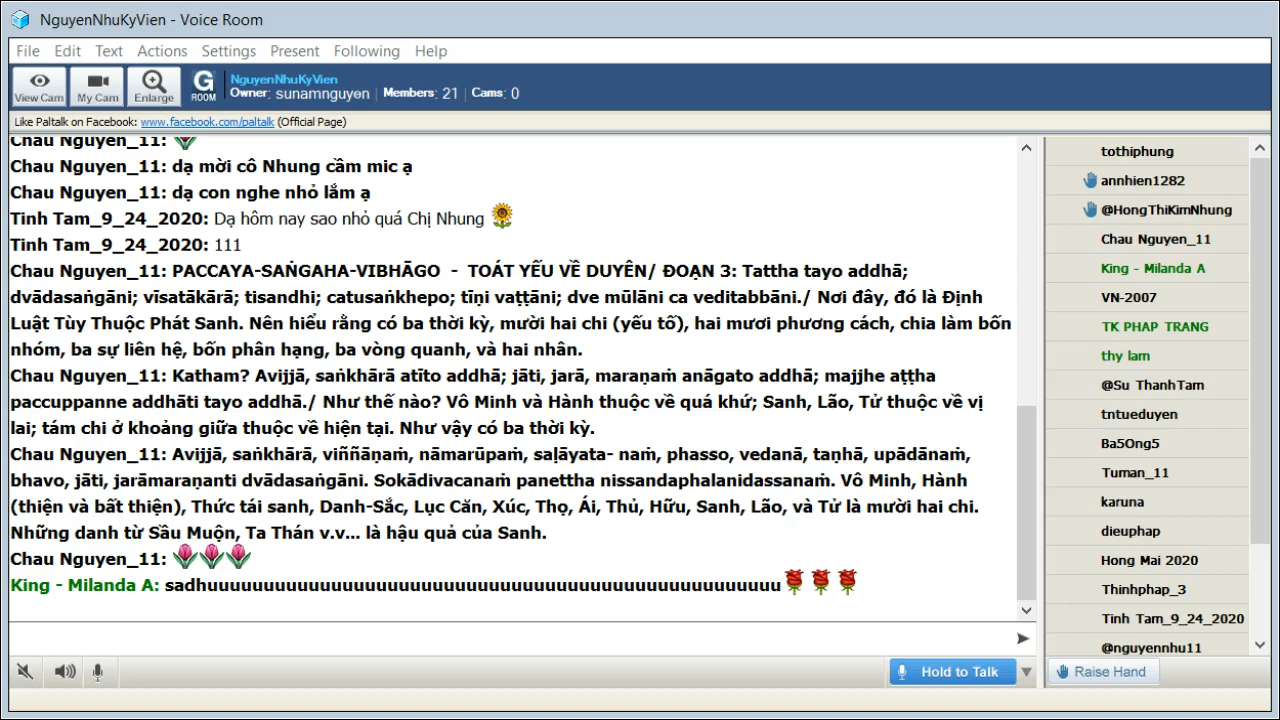 NguyenNhuKyVien - Voice Room
File Edit Text Actions Settings Present Following Help
View Cam My Cam Enlarge G ROOM
NguyenNhuKyVien
Owner: sunamnguyen | Members: 21 | Cams: 0
Like Paltalk on Facebook: www.facebook.com/paltalk (Official Page)
Chau Nguyen_11:
Chau Nguyen_11: dạ mời cô Nhung cầm mic ạ
Chau Nguyen_11: dạ con nghe nhỏ lắm ạ
Tinh Tam_9_24_2020: Dạ hôm nay sao nhỏ quá Chị Nhung
Tinh Tam_9_24_2020: 111
Chau Nguyen_11: PACCAYA-SAṄGAHA-VIBHĀGO - TOÁT YẾU VỀ DUYÊN/ ĐOẠN 3: Tattha tayo addhā;
dvādasaṅgāni; vīsatākārā; tisandhi; catusaṅkhepo; tīṇi vaṭṭāni; dve mūlāni ca veditabbāni./ Nơi đây, đó là Định
Luật Tùy Thuộc Phát Sanh. Nên hiểu rằng có ba thời kỳ, mười hai chi (yếu tố), hai mươi phương cách, chia làm bốn
nhóm, ba sự liên hệ, bốn phân hạng, ba vòng quanh, và hai nhân.
Chau Nguyen_11: Katham? Avijjā, saṅkhārā atīto addhā; jāti, jarā, maraṇaṁ anāgato addhā; majjhe aṭṭha
paccuppanne addhāti tayo addhā./ Như thế nào? Vô Minh và Hành thuộc về quá khứ; Sanh, Lão, Tử thuộc về vị
lai; tám chi ở khoảng giữa thuộc về hiện tại. Như vậy có ba thời kỳ.
Chau Nguyen_11: Avijjā, saṅkhārā, viññāṇaṁ, nāmarūpaṁ, saḷāyata- naṁ, phasso, vedanā, taṇhā, upādānaṁ,
bhavo, jāti, jarāmaraṇanti dvādasaṅgāni. Sokādivacanaṁ panettha nissandaphalanidassanaṁ. Vô Minh, Hành
(thiện và bất thiện), Thức tái sanh, Danh-Sắc, Lục Căn, Xúc, Thọ, Ái, Thủ, Hữu, Sanh, Lão, và Tử là mười hai chi.
Những danh từ Sầu Muộn, Ta Thán v.v... là hậu quả của Sanh.
Chau Nguyen_11:
King - Milanda A: sadhuuuuuuuuuuuuuuuuuuuuuuuuuuuuuuuuuuuuuuuuuuuuuuuuuuu
Hold to Talk
tothiphung
annhien1282
@HongThiKimNhung
Chau Nguyen_11
King - Milanda A
VN-2007
TK PHAP TRANG
thy lam
@Su ThanhTam
tntueduyen
Ba5Ong5
Tuman_11
karuna
dieuphap
Hong Mai 2020
Thinhphap_3
Tinh Tam_9_24_2020
@nguyennhu11
Raise Hand